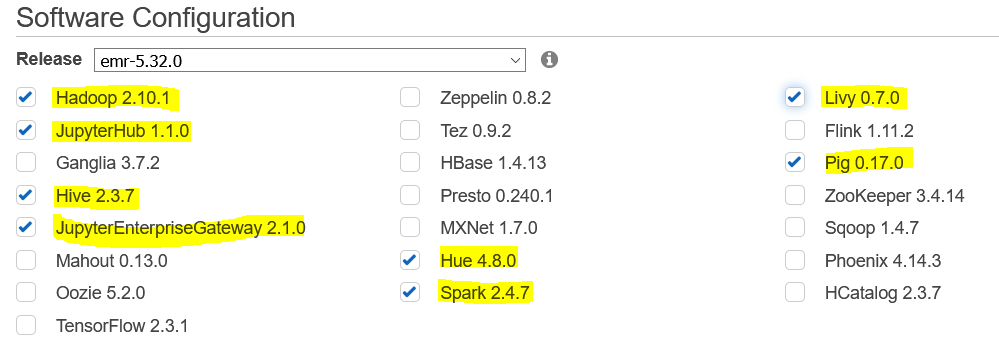 Software Configuration
Release emr-5.32.0
Hadoop 2.10.1 Zeppelin 0.8.2 Livy 0.7.0
JupyterHub 1.1.0 Tez 0.9.2 Flink 1.11.2
Ganglia 3.7.2 HBase 1.4.13 Pig 0.17.0
Hive 2.3.7 Presto 0.240.1 ZooKeeper 3.4.14
JupyterEnterpriseGateway 2.1.0 MXNet 1.7.0 Sqoop 1.4.7
Mahout 0.13.0 Hue 4.8.0 Phoenix 4.14.3
Oozie 5.2.0 Spark 2.4.7 HCatalog 2.3.7
TensorFlow 2.3.1